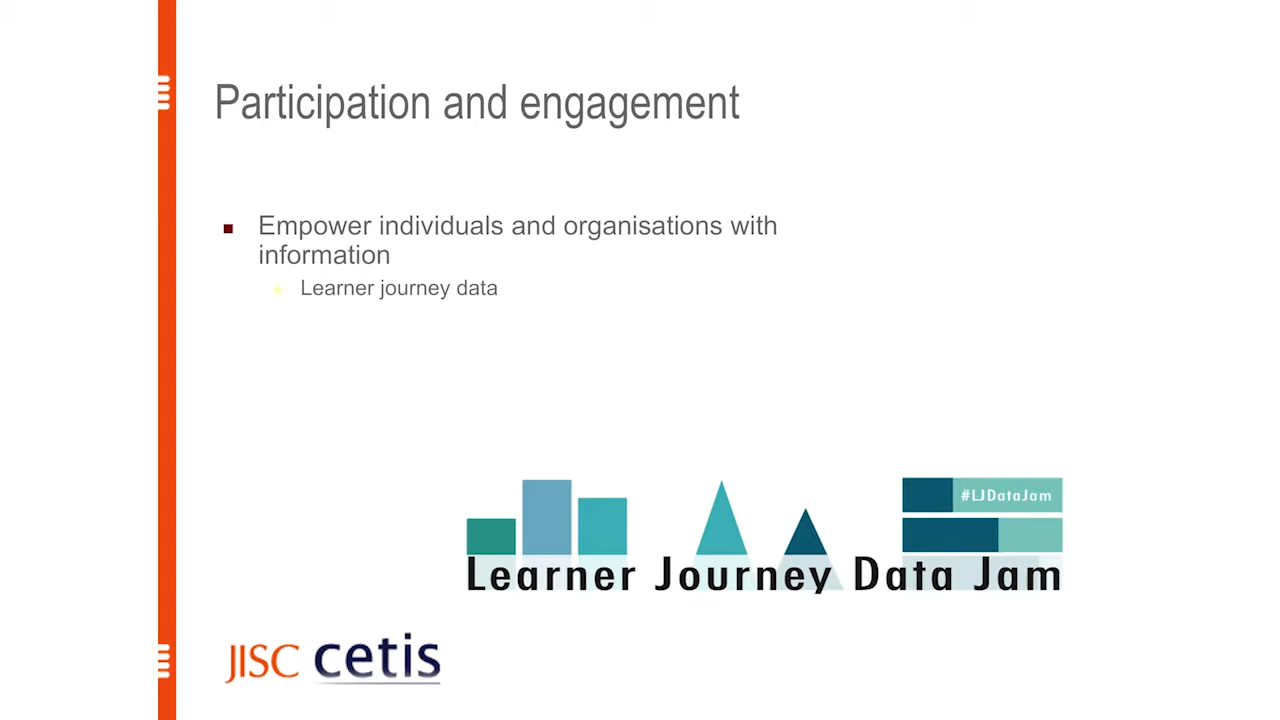 Participation and engagement
Empower individuals and organisations with
information
Learner journey data
#LJDataJam
Learner Journey Data Jam
JISC cetis